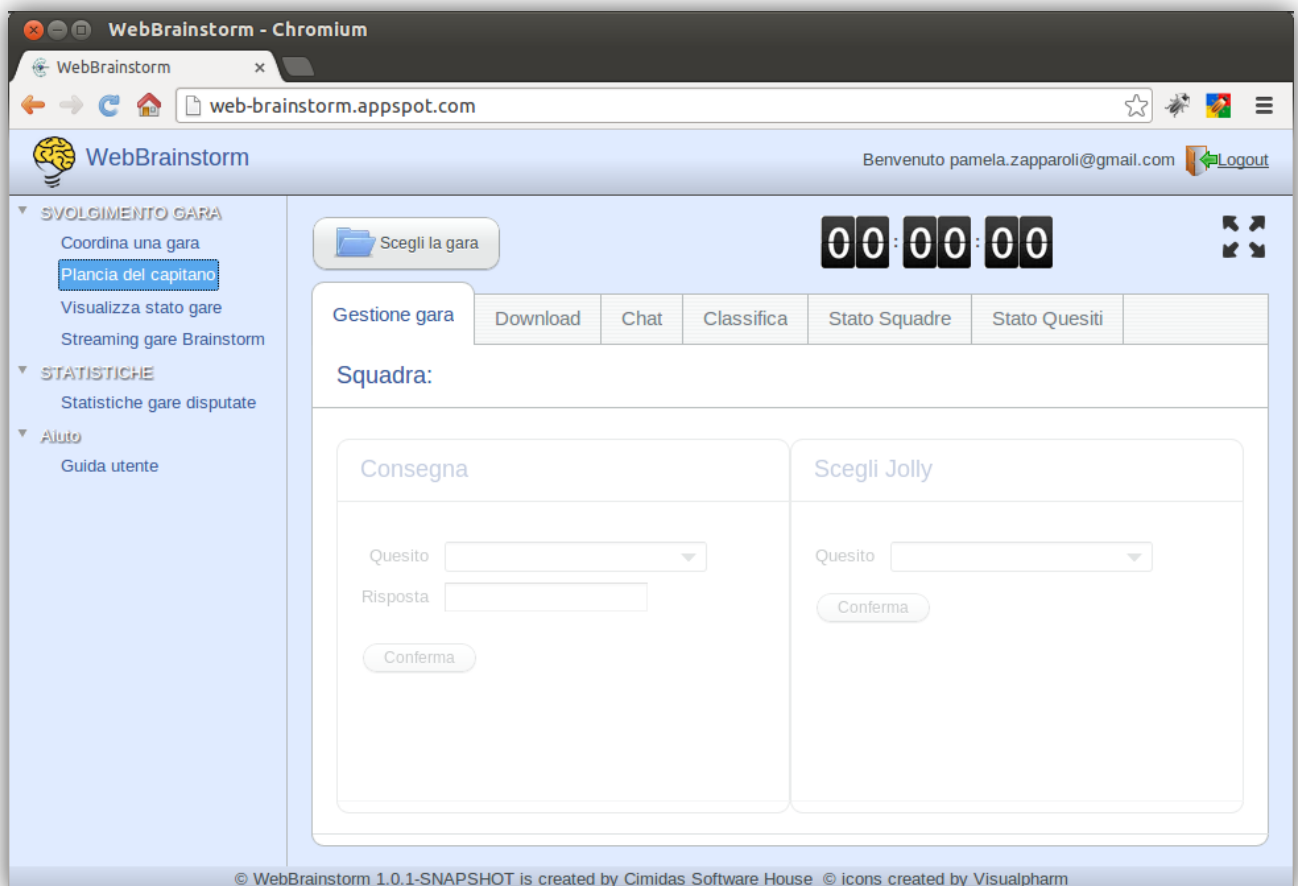 WebBrainstorm - Chromium
WebBrainstorm
web-brainstorm.appspot.com
WebBrainstorm
Benvenuto pamela.zapparoli@gmail.com Logout
SVOLGIMENTO GARA
Coordina una gara
Plancia del capitano
Visualizza stato gare
Streaming gare Brainstorm
STATISTICHE
Statistiche gare disputate
Aiuto
Guida utente
Scegli la gara
00:00:00
Gestione gara Download Chat Classifica Stato Squadre Stato Quesiti
Squadra:
Consegna
Quesito
Risposta
Conferma
Scegli Jolly
Quesito
Conferma
© WebBrainstorm 1.0.1-SNAPSHOT is created by Cimidas Software House © icons created by Visualpharm